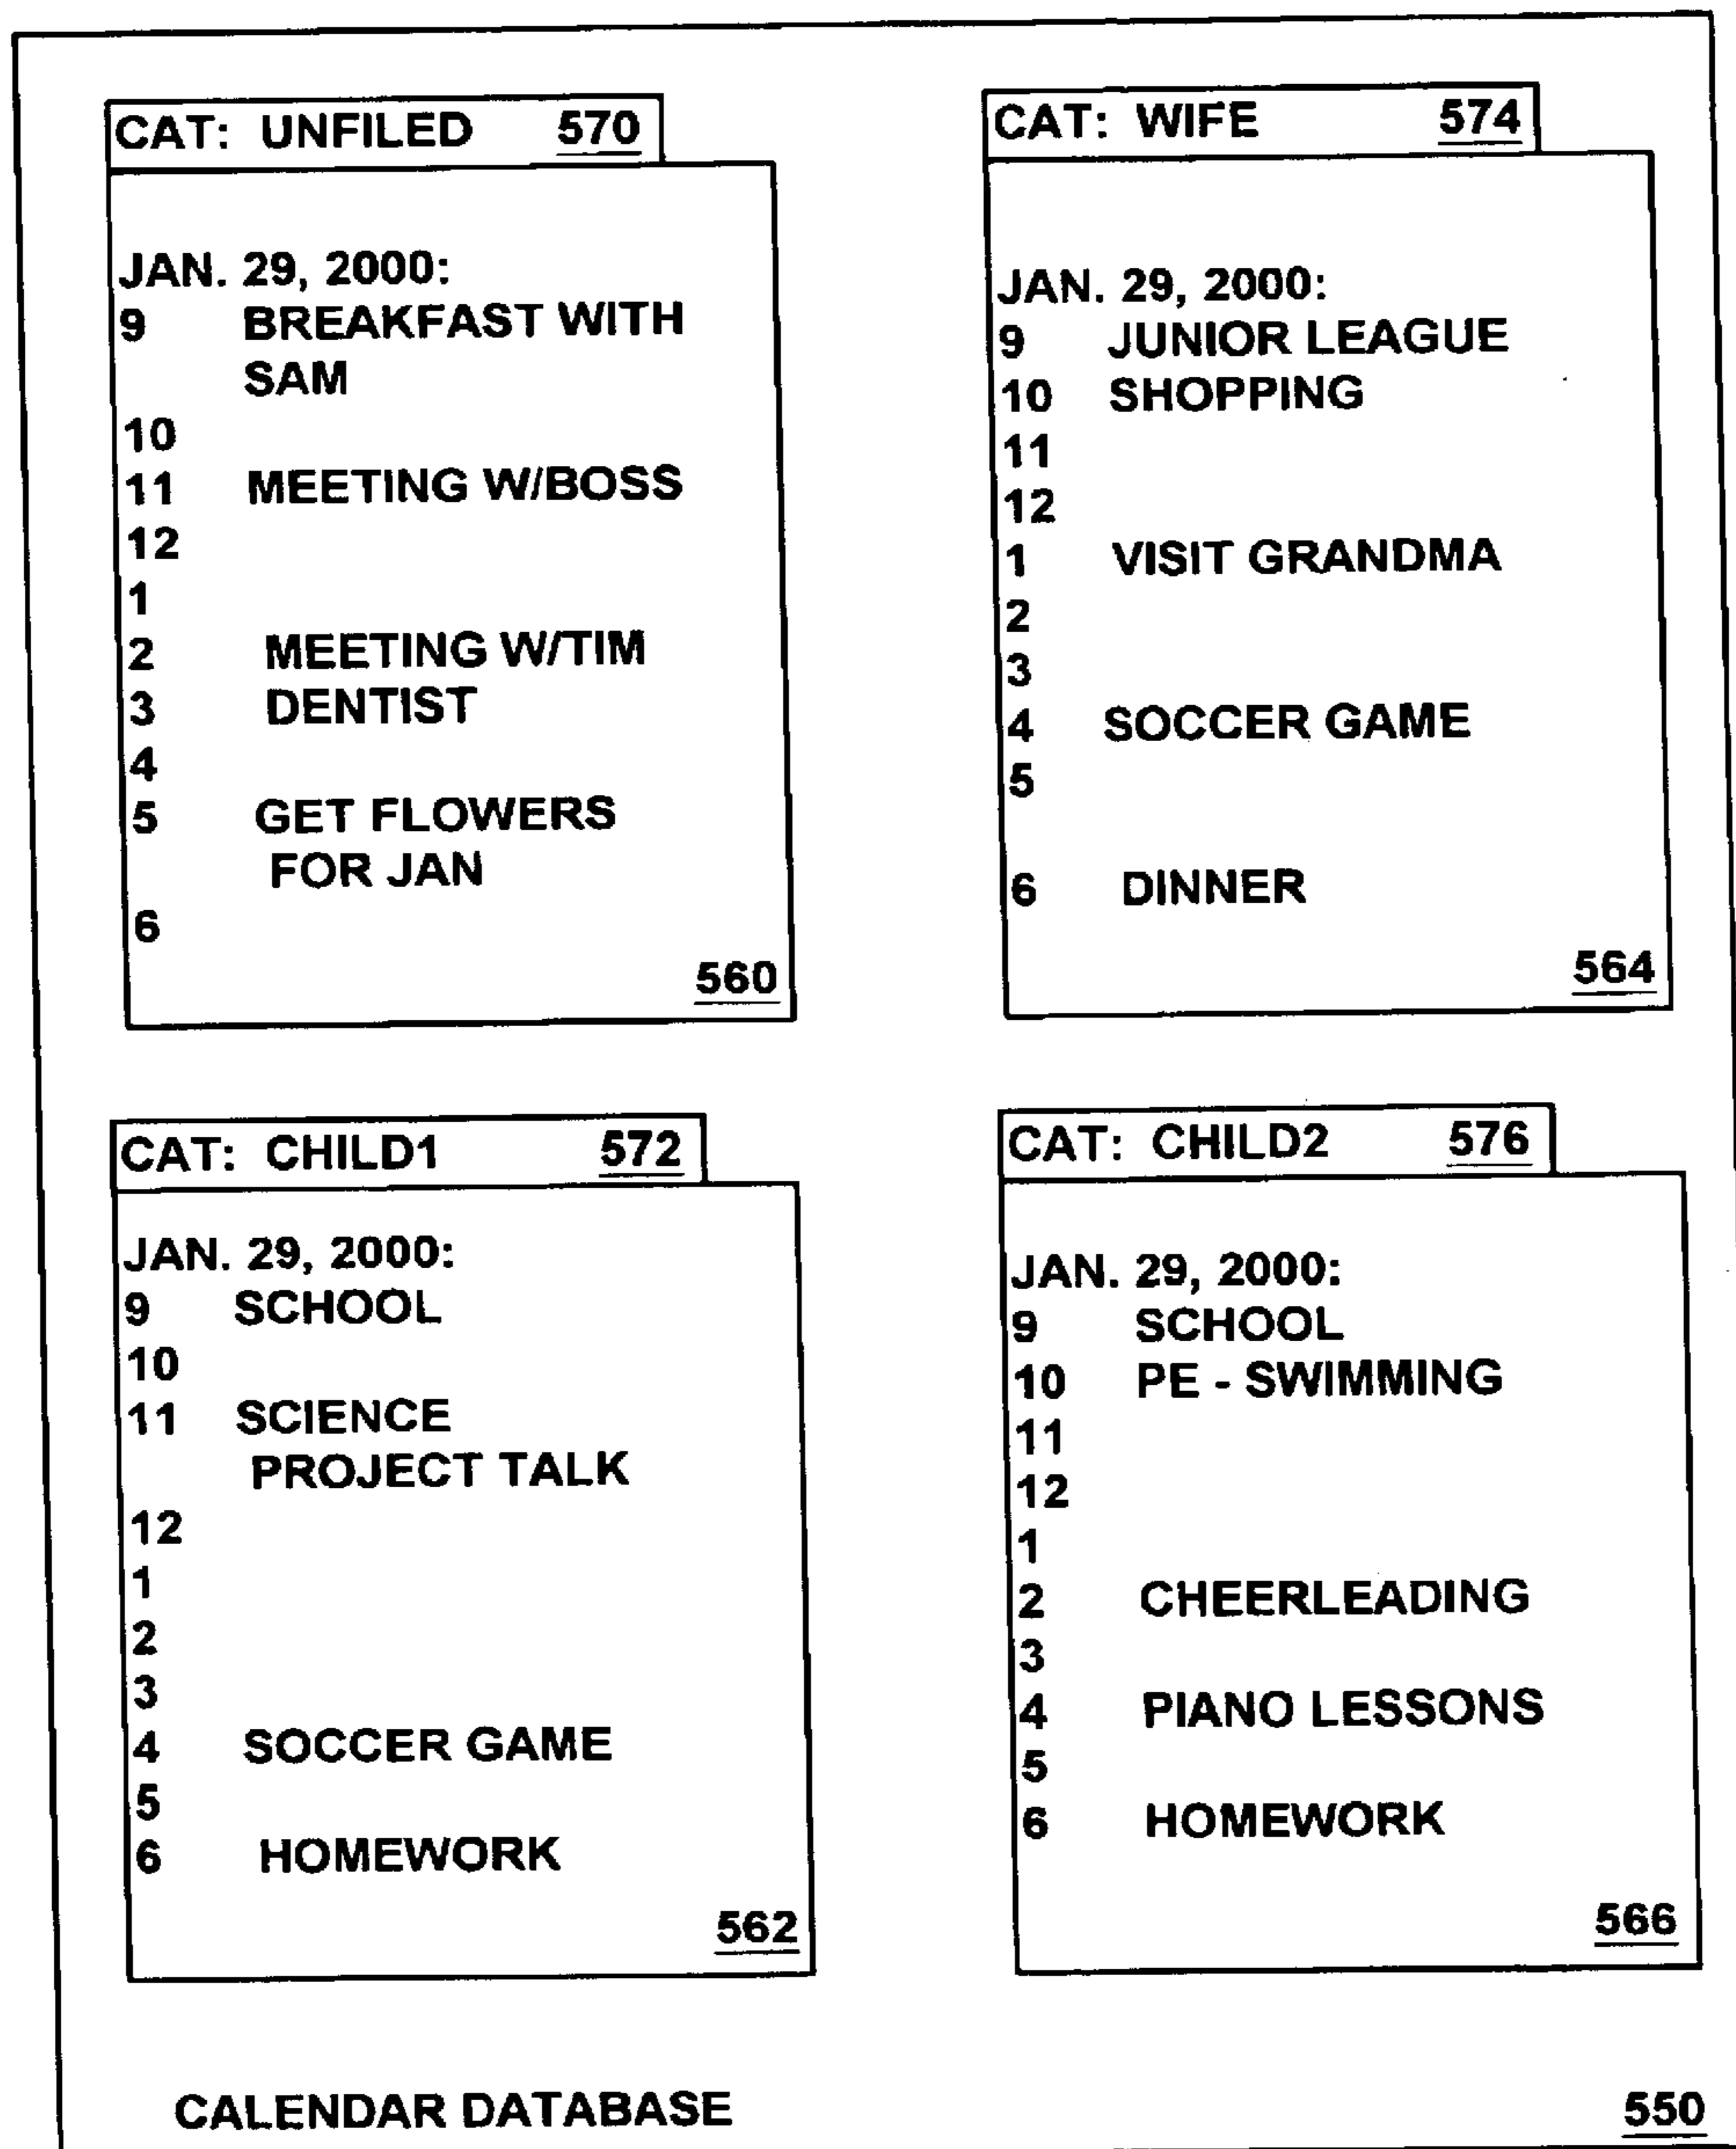 CAT: UNFILED 570
JAN. 29, 2000:
9 BREAKFAST WITH
SAM
10
11 MEETING W/BOSS
12
1
2 MEETING W/TIM
3 DENTIST
4
5 GET FLOWERS
FOR JAN
6
560
CAT: WIFE 574
JAN. 29, 2000:
9 JUNIOR LEAGUE
10 SHOPPING
11
12
1 VISIT GRANDMA
2
3
4 SOCCER GAME
5
6 DINNER
564
CAT: CHILD1 572
JAN. 29, 2000:
9 SCHOOL
10
11 SCIENCE
PROJECT TALK
12
1
2
3
4 SOCCER GAME
5
6 HOMEWORK
562
CAT: CHILD2 576
JAN. 29, 2000:
9 SCHOOL
10 PE - SWIMMING
11
12
1
2 CHEERLEADING
3
4 PIANO LESSONS
5
6 HOMEWORK
566
CALENDAR DATABASE 550